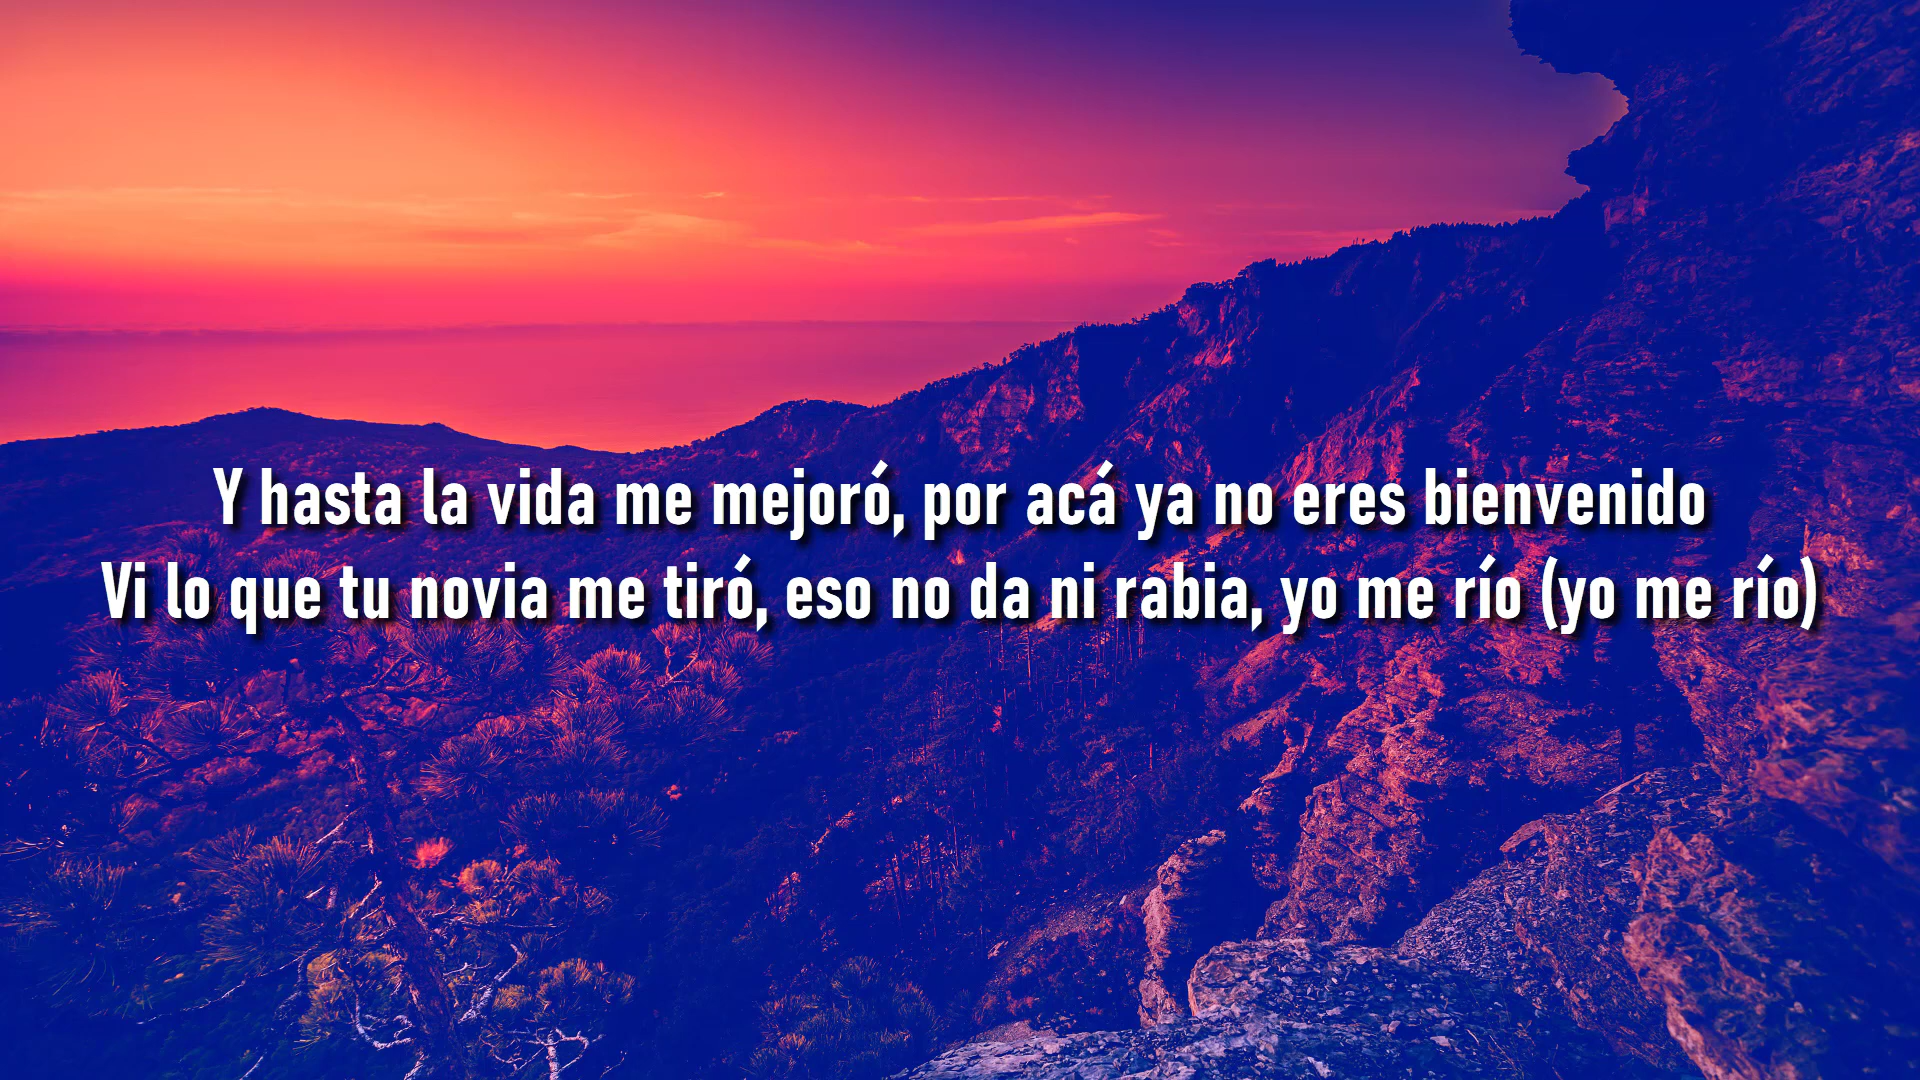 Y hasta la vida me mejoró, por acá ya no eres bienvenido
Vi lo que tu novia me tiró, eso no da ni rabia, yo me río (yo me río)